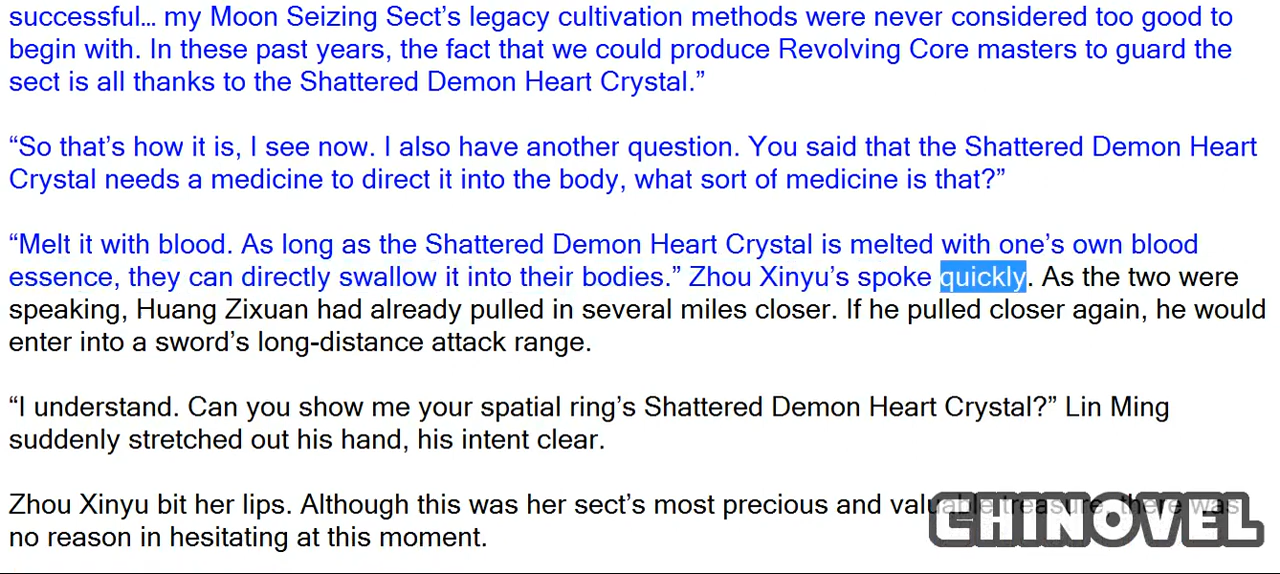 successful… my Moon Seizing Sect’s legacy cultivation methods were never considered too good to
begin with. In these past years, the fact that we could produce Revolving Core masters to guard the
sect is all thanks to the Shattered Demon Heart Crystal.”
“So that’s how it is, I see now. I also have another question. You said that the Shattered Demon Heart
Crystal needs a medicine to direct it into the body, what sort of medicine is that?”
“Melt it with blood. As long as the Shattered Demon Heart Crystal is melted with one’s own blood
essence, they can directly swallow it into their bodies.” Zhou Xinyu’s spoke quickly. As the two were
speaking, Huang Zixuan had already pulled in several miles closer. If he pulled closer again, he would
enter into a sword’s long-distance attack range.
“I understand. Can you show me your spatial ring’s Shattered Demon Heart Crystal?” Lin Ming
suddenly stretched out his hand, his intent clear.
Zhou Xinyu bit her lips. Although this was her sect’s most precious and valuable treasure, there was
no reason in hesitating at this moment.
CHINOVEL